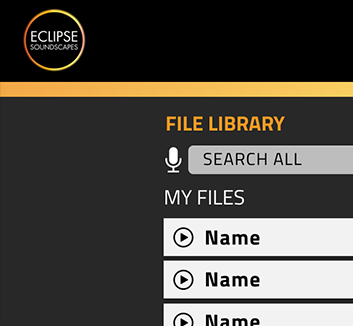 ECLIPSE
SOUNDSCAPES
FILE LIBRARY
SEARCH ALL
MY FILES
Name
Name
Name